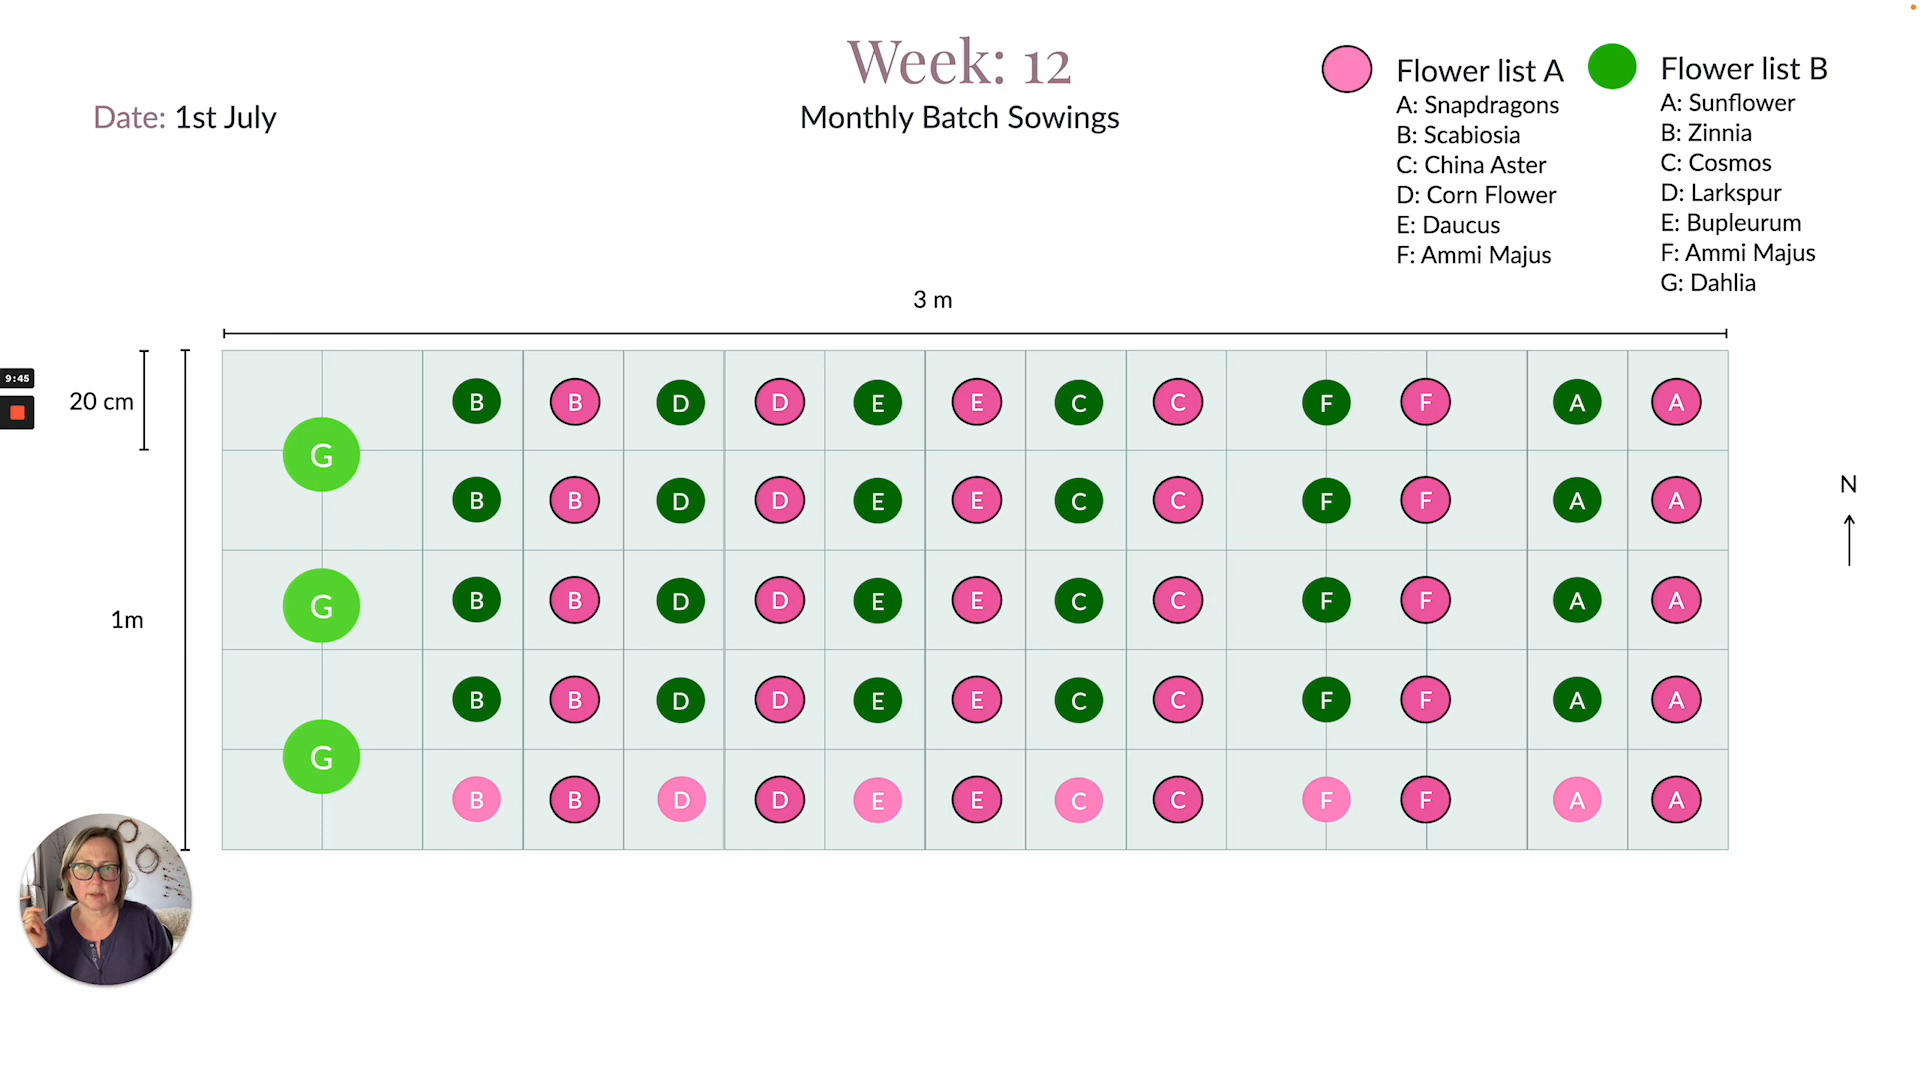 Week: 12
Monthly Batch Sowings
Date: 1st July
Flower list A
A: Snapdragons
B: Scabiosia
C: China Aster
D: Corn Flower
E: Daucus
F: Ammi Majus
Flower list B
A: Sunflower
B: Zinnia
C: Cosmos
D: Larkspur
E: Bupleurum
F: Ammi Majus
G: Dahlia
3 m
9:45
20 cm
1m
N
B B D D E E C C F F A A
G
B B D D E E C C F F A A
G
B B D D E E C C F F A A
B B D D E E C C F F A A
G
B B D D E E C C F F A A